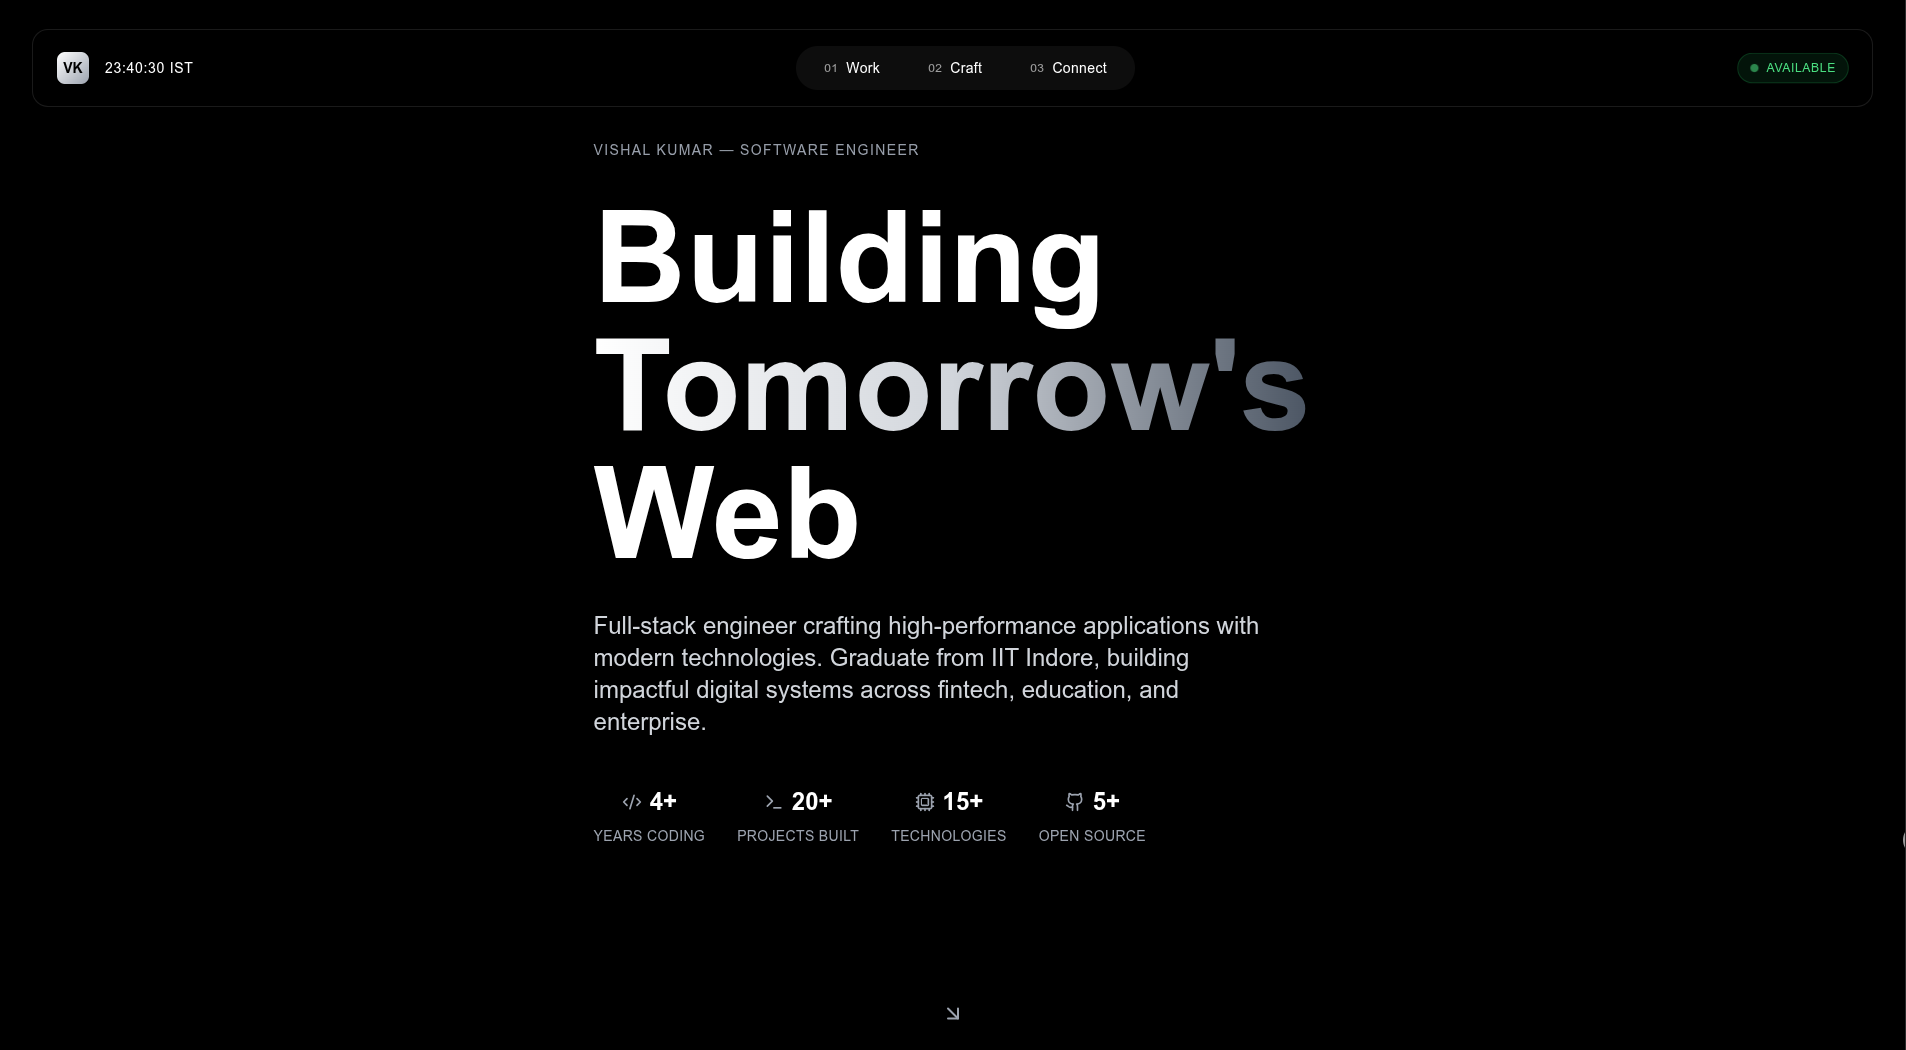 VK
23:40:30 IST
01 Work
02 Craft
03 Connect
AVAILABLE
VISHAL KUMAR — SOFTWARE ENGINEER
Building
Tomorrow's
Web
Full-stack engineer crafting high-performance applications with
modern technologies. Graduate from IIT Indore, building
impactful digital systems across fintech, education, and
enterprise.
4+
YEARS CODING
20+
PROJECTS BUILT
15+
TECHNOLOGIES
5+
OPEN SOURCE